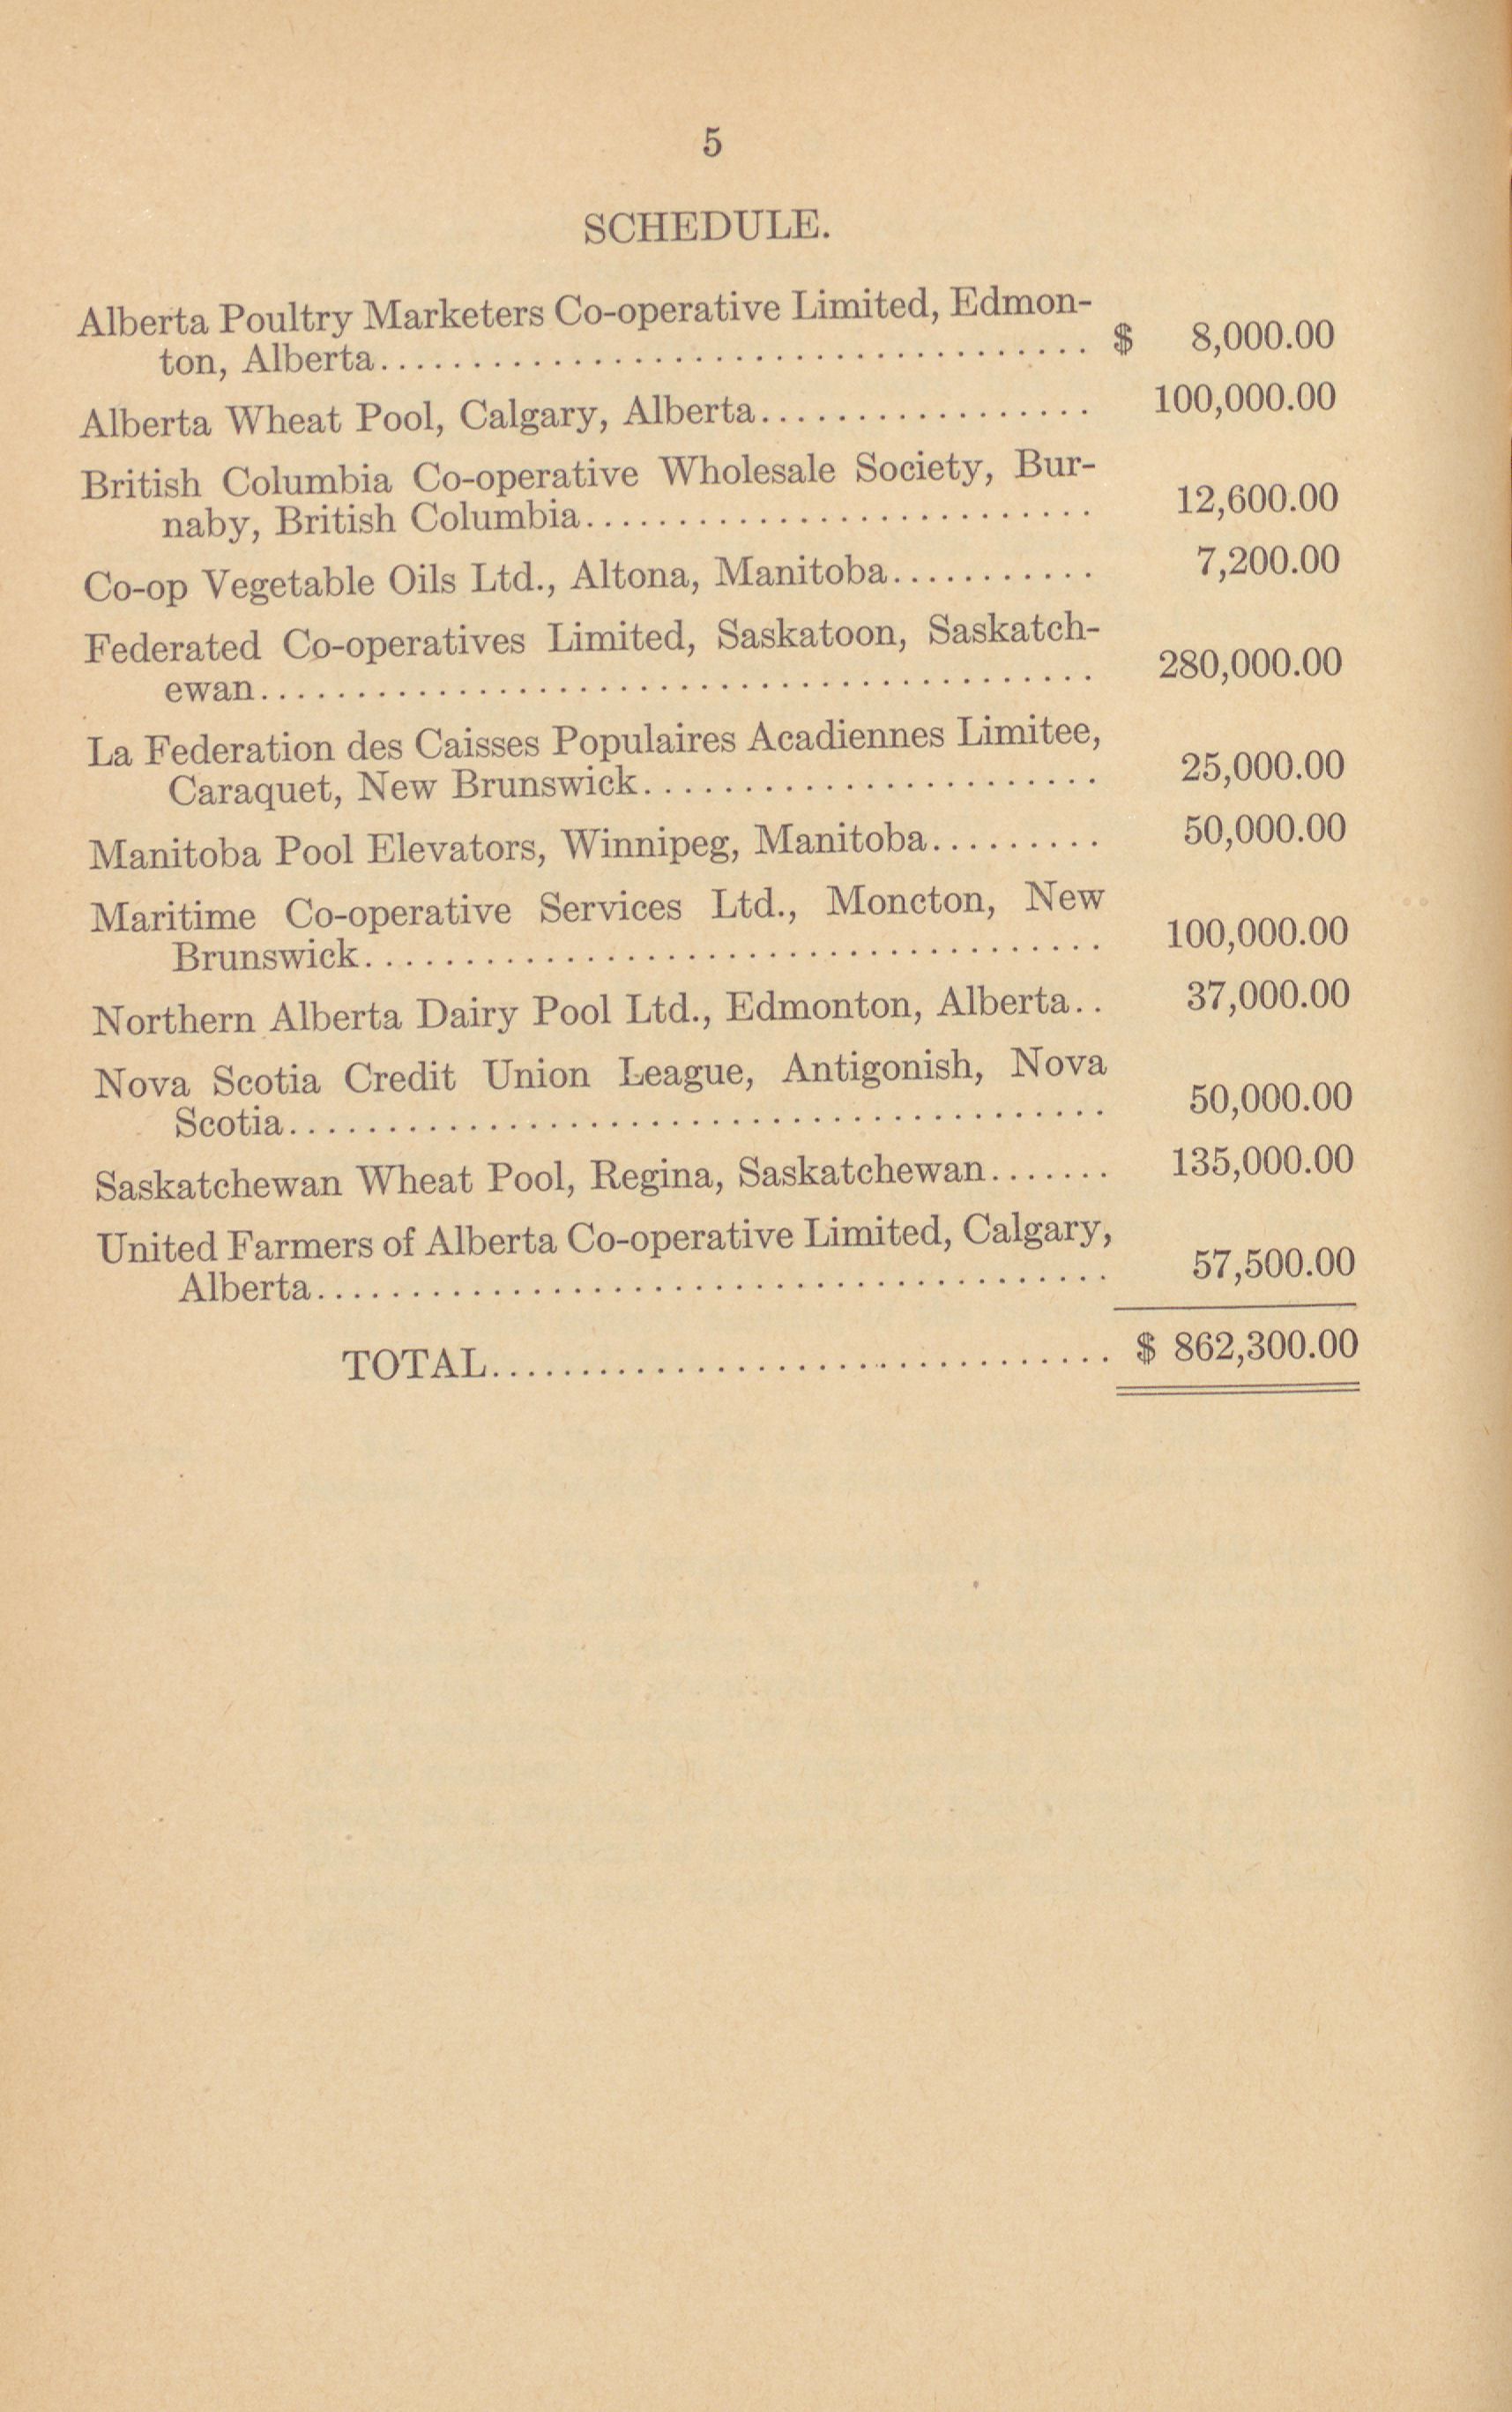 5
SCHEDULE.
Alberta Poultry Marketers Co-operative Limited, Edmon-
ton, Alberta........................................ $ 8,000.00
Alberta Wheat Pool, Calgary, Alberta.................. 100,000.00
British Columbia Co-operative Wholesale Society, Bur-
naby, British Columbia............................ 12,600.00
Co-op Vegetable Oils Ltd., Altona, Manitoba........... 7,200.00
Federated Co-operatives Limited, Saskatoon, Saskatch-
ewan.............................................. 280,000.00
La Federation des Caisses Populaires Acadiennes Limitee,
Caraquet, New Brunswick......................... 25,000.00
Manitoba Pool Elevators, Winnipeg, Manitoba......... 50,000.00
Maritime Co-operative Services Ltd., Moncton, New
Brunswick........................................ 100,000.00
Northern Alberta Dairy Pool Ltd., Edmonton, Alberta.. 37,000.00
Nova Scotia Credit Union League, Antigonish, Nova
Scotia............................................ 50,000.00
Saskatchewan Wheat Pool, Regina, Saskatchewan....... 135,000.00
United Farmers of Alberta Co-operative Limited, Calgary,
Alberta........................................... 57,500.00
TOTAL.................................. $ 862,300.00